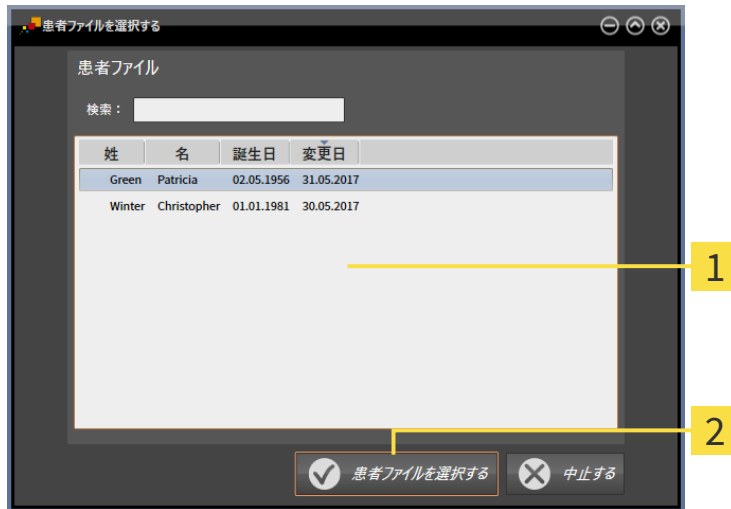 患者ファイルを選択する
患者ファイル
検索：
姓 名 誕生日 変更日
Green Patricia 02.05.1956 31.05.2017
Winter Christopher 01.01.1981 30.05.2017
1
2
患者ファイルを選択する 中止する